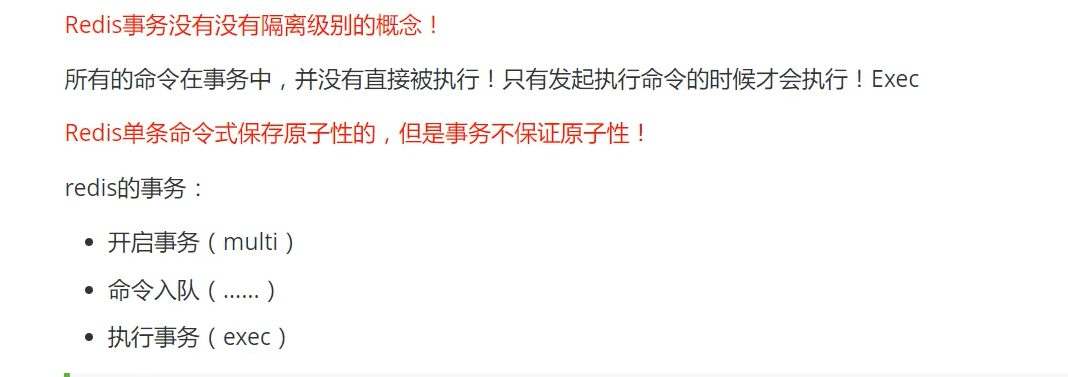 Redis事务没有没有隔离级别的概念！
所有的命令在事务中，并没有直接被执行！只有发起执行命令的时候才会执行！Exec
Redis单条命令式保存原子性的，但是事务不保证原子性！
redis的事务：
• 开启事务（multi）
• 命令入队（......）
• 执行事务（exec）